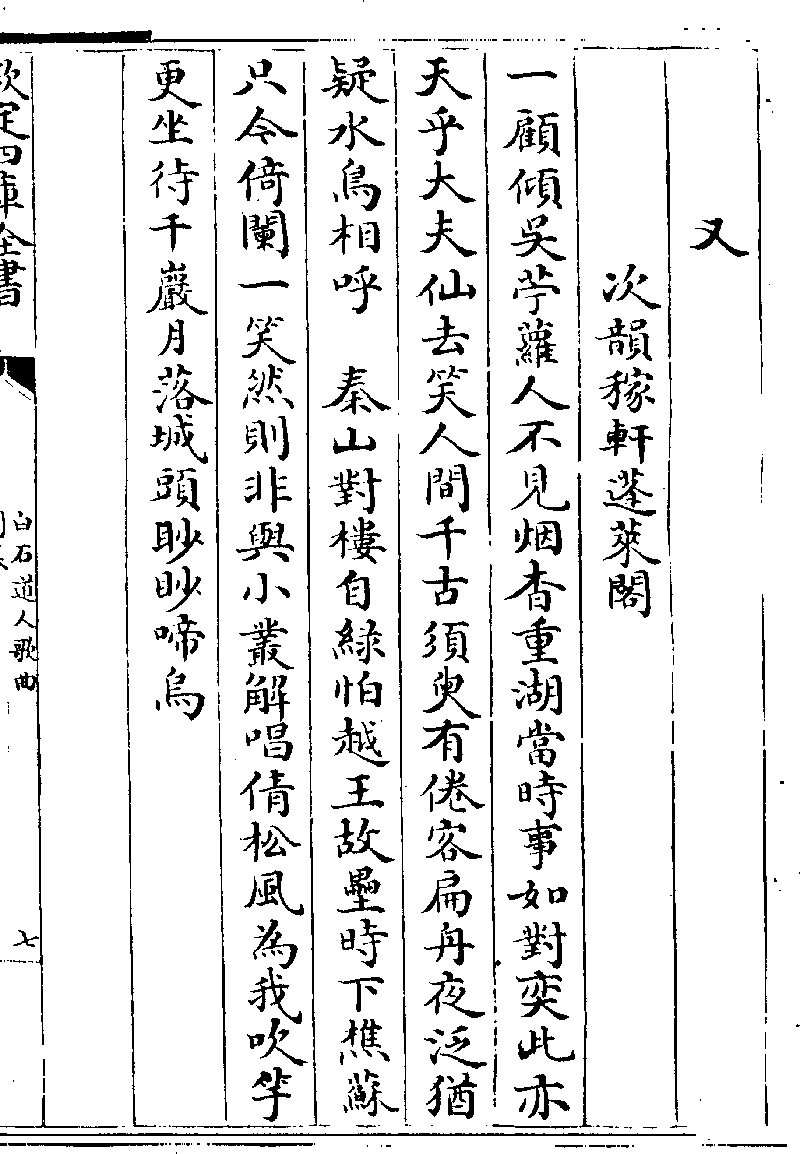 又
次韻稼軒蓬萊閣
一顧傾吳苧蘿人不見烟杳重湖當時事如對奕此亦
天乎大夫仙去笑人間千古須臾有倦客扁舟夜泛猶
疑水鳥相呼　秦山對樓自綠怕越王故壘時下樵蘇
只今倚闌一笑然則非與小叢解唱倩松風為我吹竽
更坐待千巖月落城頭眇眇啼烏
欽定四庫全書
白石道人歌曲
七